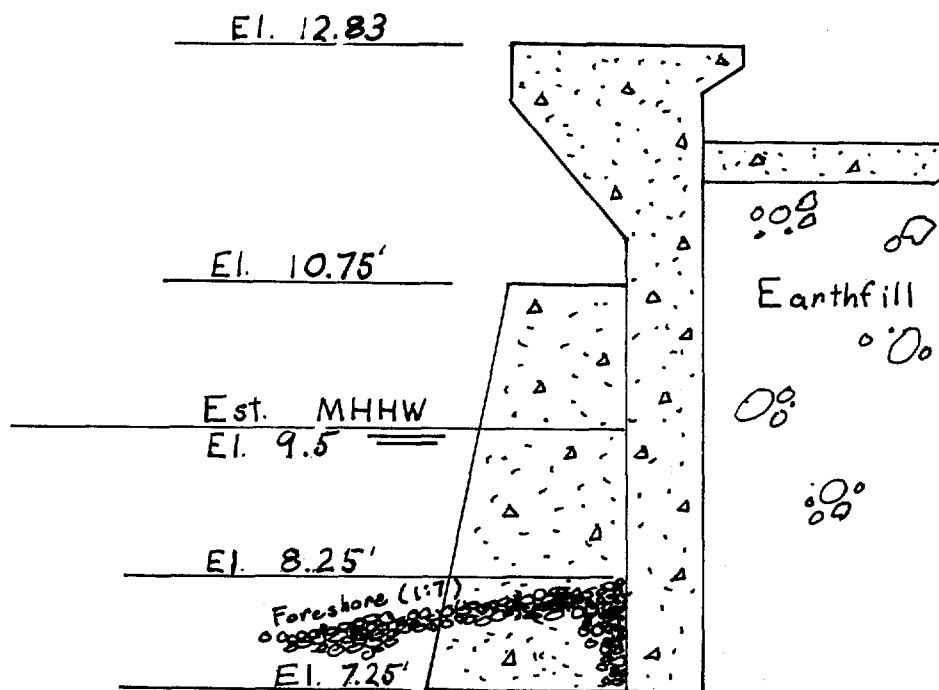 El. 12.83
El. 10.75'
Earthfill
Est. MHHW
El. 9.5
El. 8.25'
Foreshore (1:7)
El. 7.25'